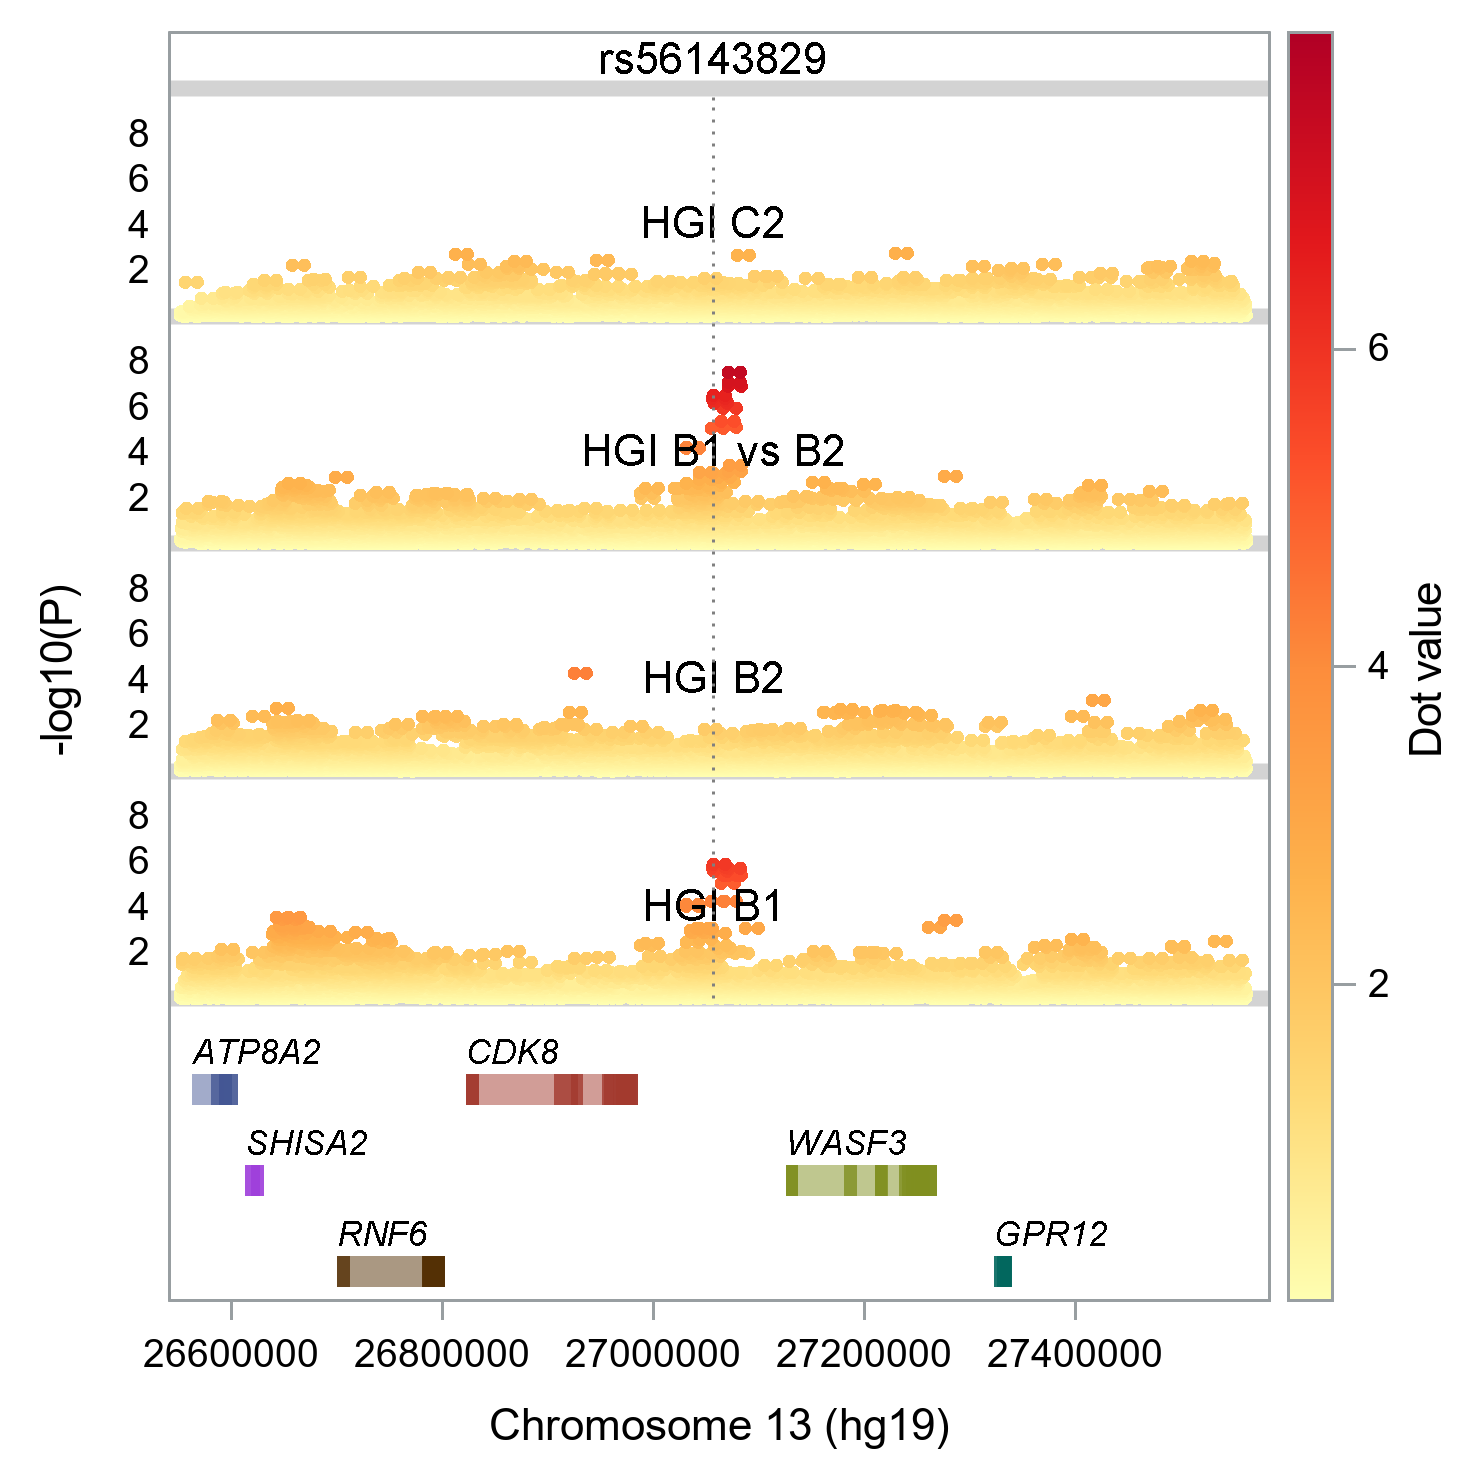 rs56143829
8
6
4
2
HGI C2
8
6
4
2
HGI B1 vs B2
8
6
4
2
HGI B2
8
6
4
2
HGI B1
-log10(P)
ATP8A2
CDK8
SHISA2
WASF3
RNF6
GPR12
26600000 26800000 27000000 27200000 27400000
Chromosome 13 (hg19)
6
4
2
Dot value